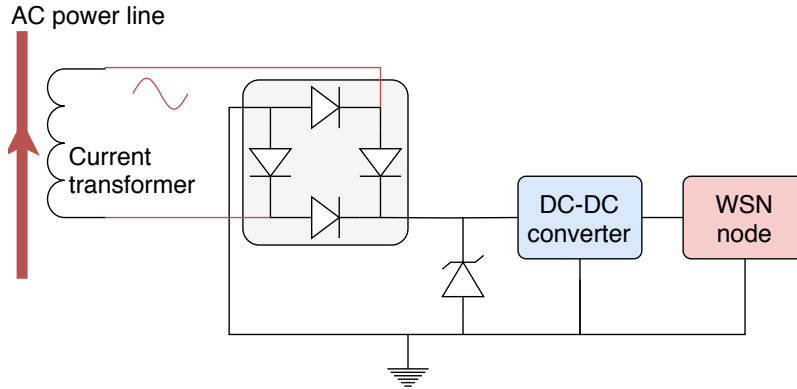 AC power line
Current
transformer
DC-DC
converter
WSN
node